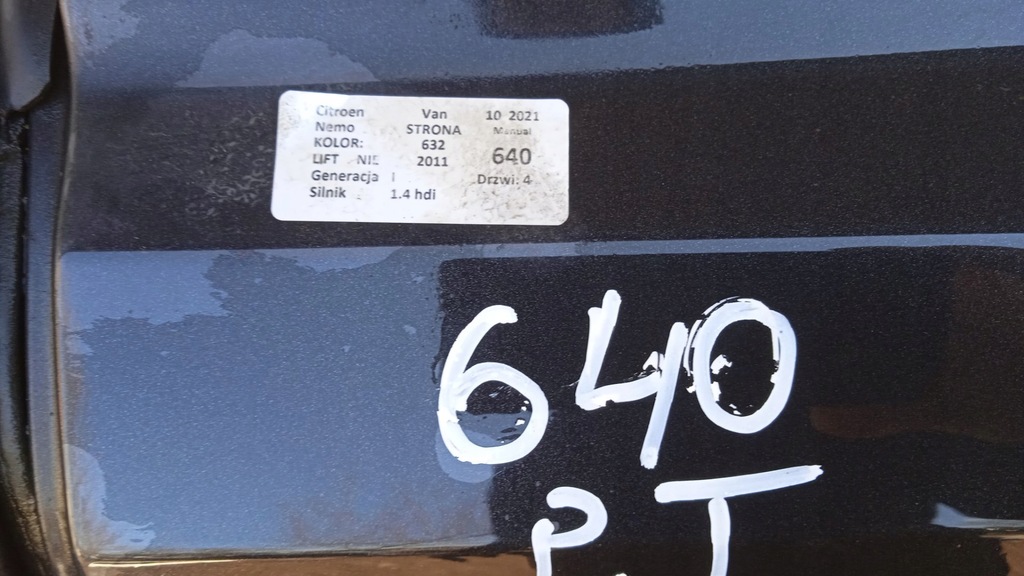 Citroen Van 10 2021
Nemo STRONA Manual
KOLOR: 632
LIFT NIE 2011 640
Generacja I Drzwi: 4
Silnik 1.4 hdi
640
P.T